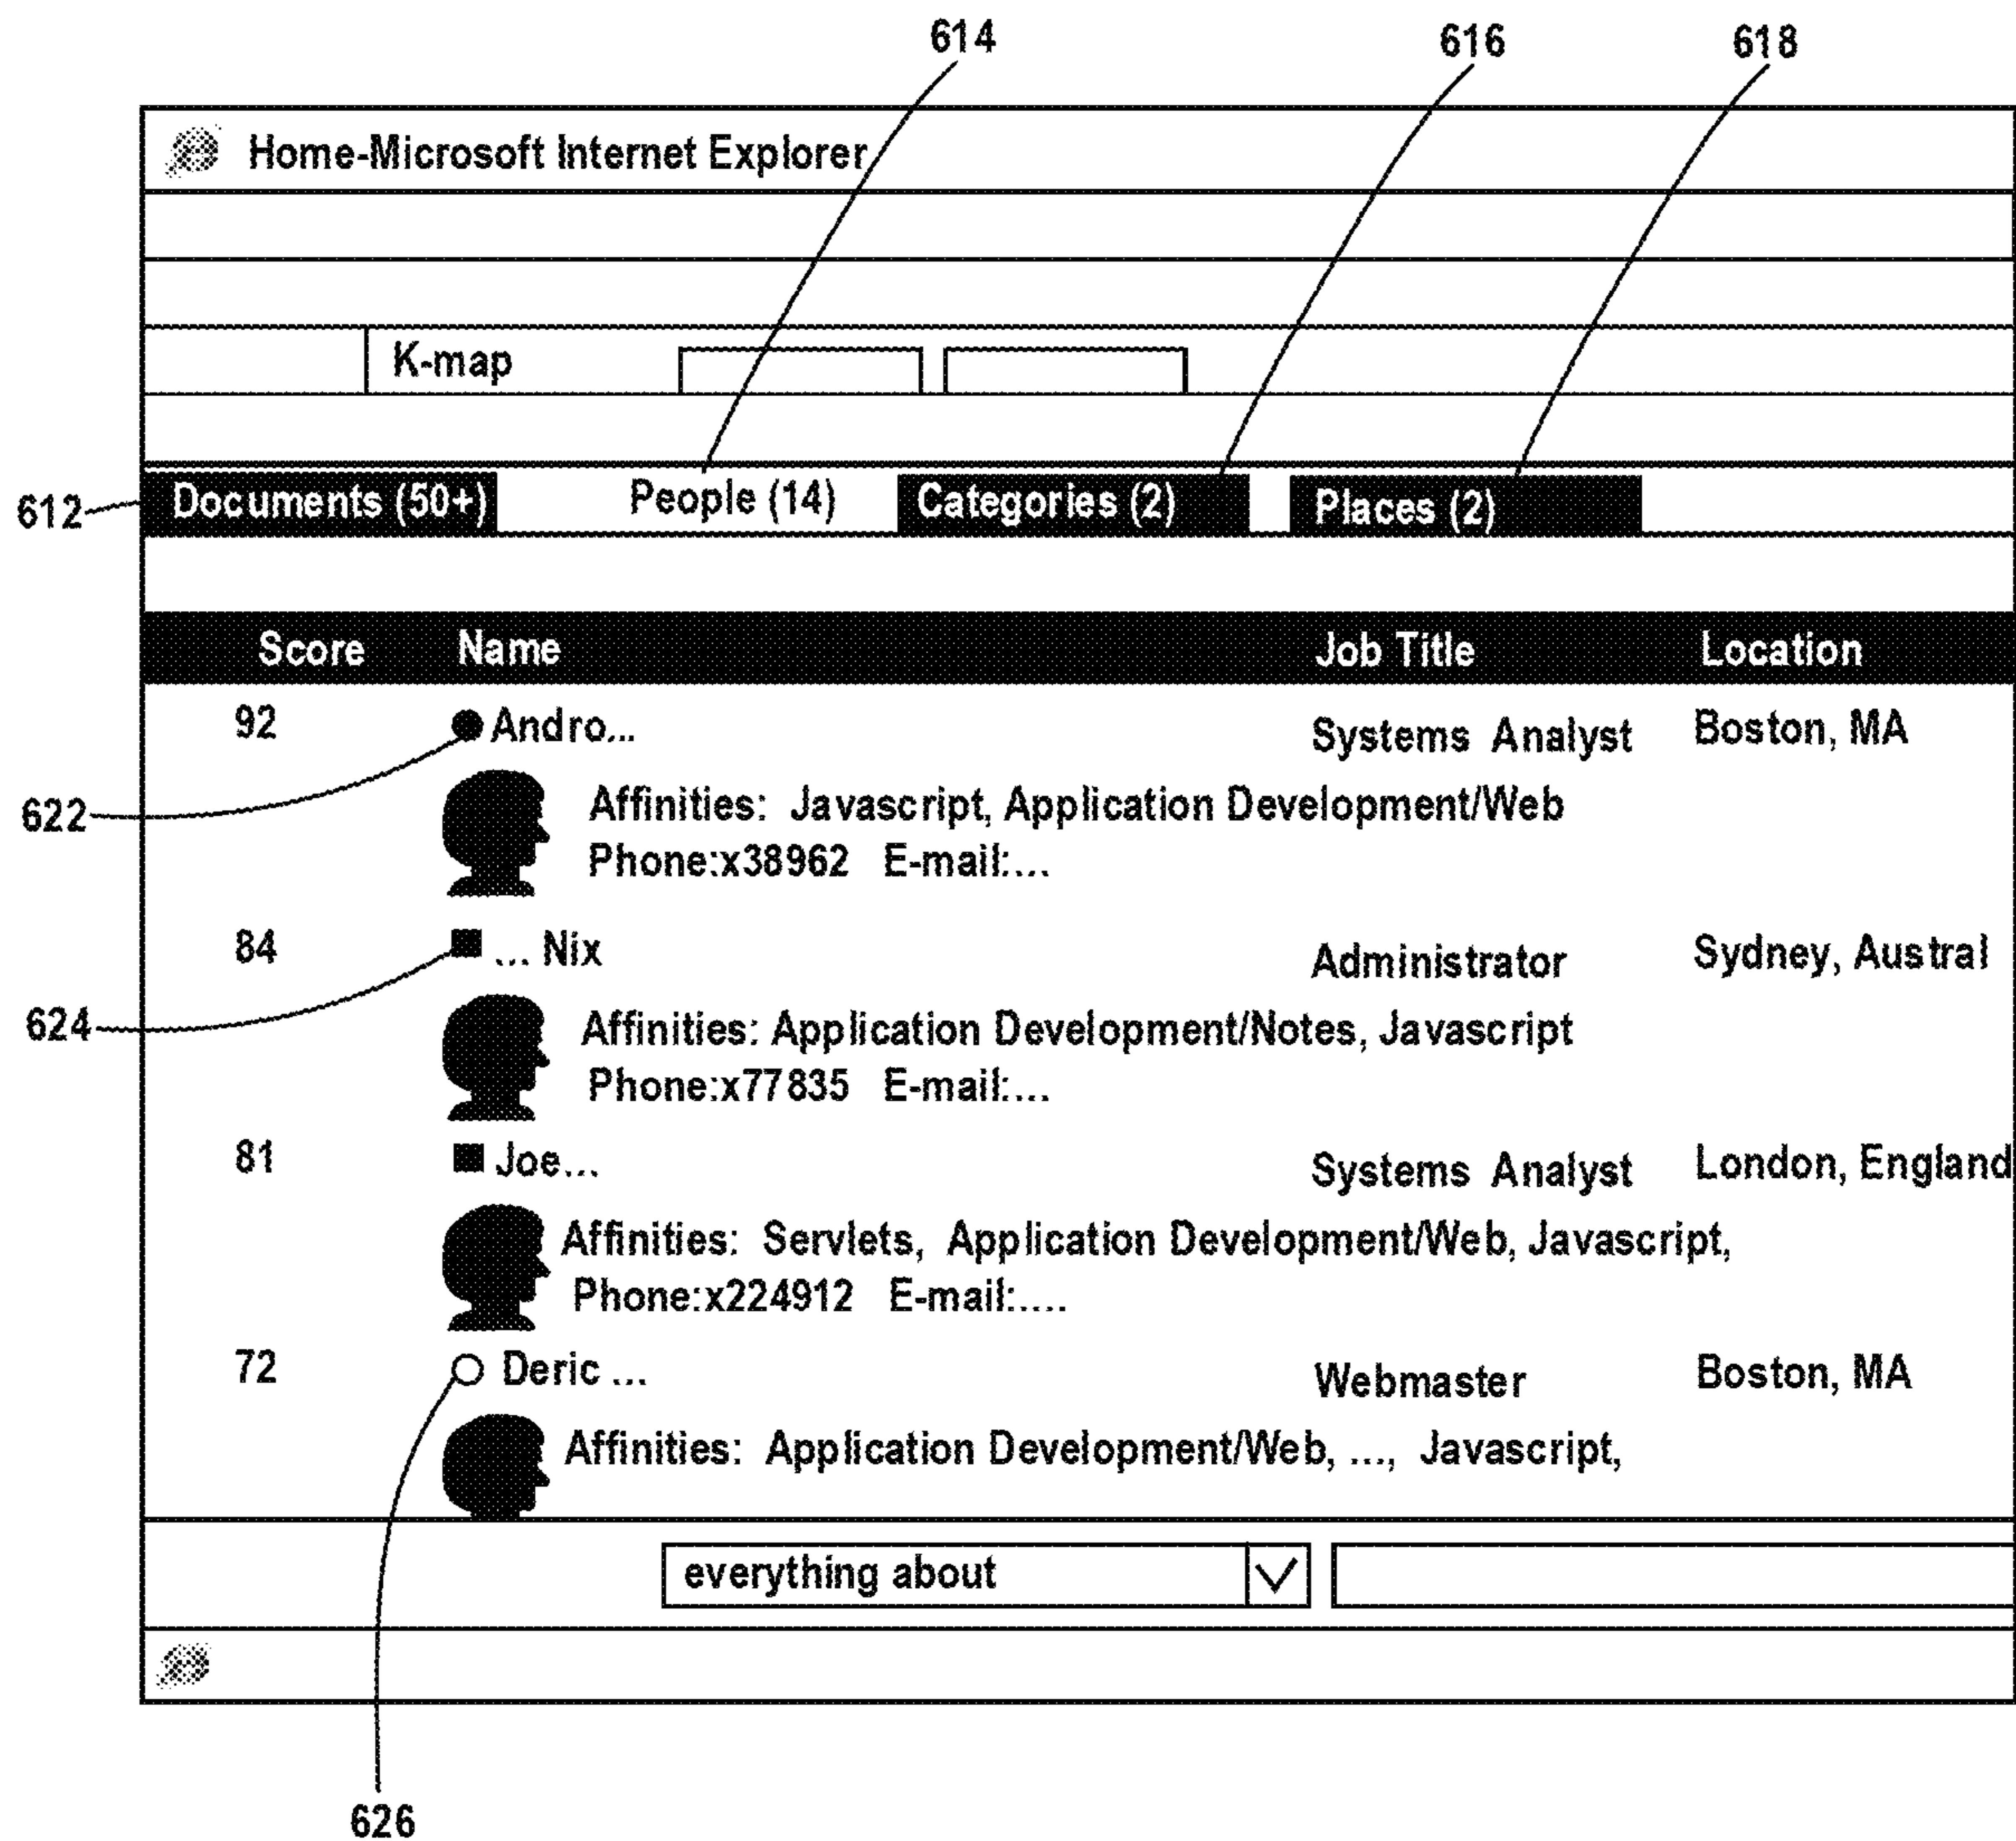 614 616 618
Home-Microsoft Internet Explorer
K-map
612 Documents (50+) People (14) Categories (2) Places (2)
Score Name Job Title Location
92 Andro... Systems Analyst Boston, MA
622 Affinities: Javascript, Application Development/Web
Phone:x38962 E-mail:...
84 ... Nix Administrator Sydney, Austral
624 Affinities: Application Development/Notes, Javascript
Phone:x77835 E-mail:...
81 Joe... Systems Analyst London, England
Affinities: Servlets, Application Development/Web, Javascript,
Phone:x224912 E-mail:....
72 Deric ... Webmaster Boston, MA
Affinities: Application Development/Web, ..., Javascript,
everything about
626